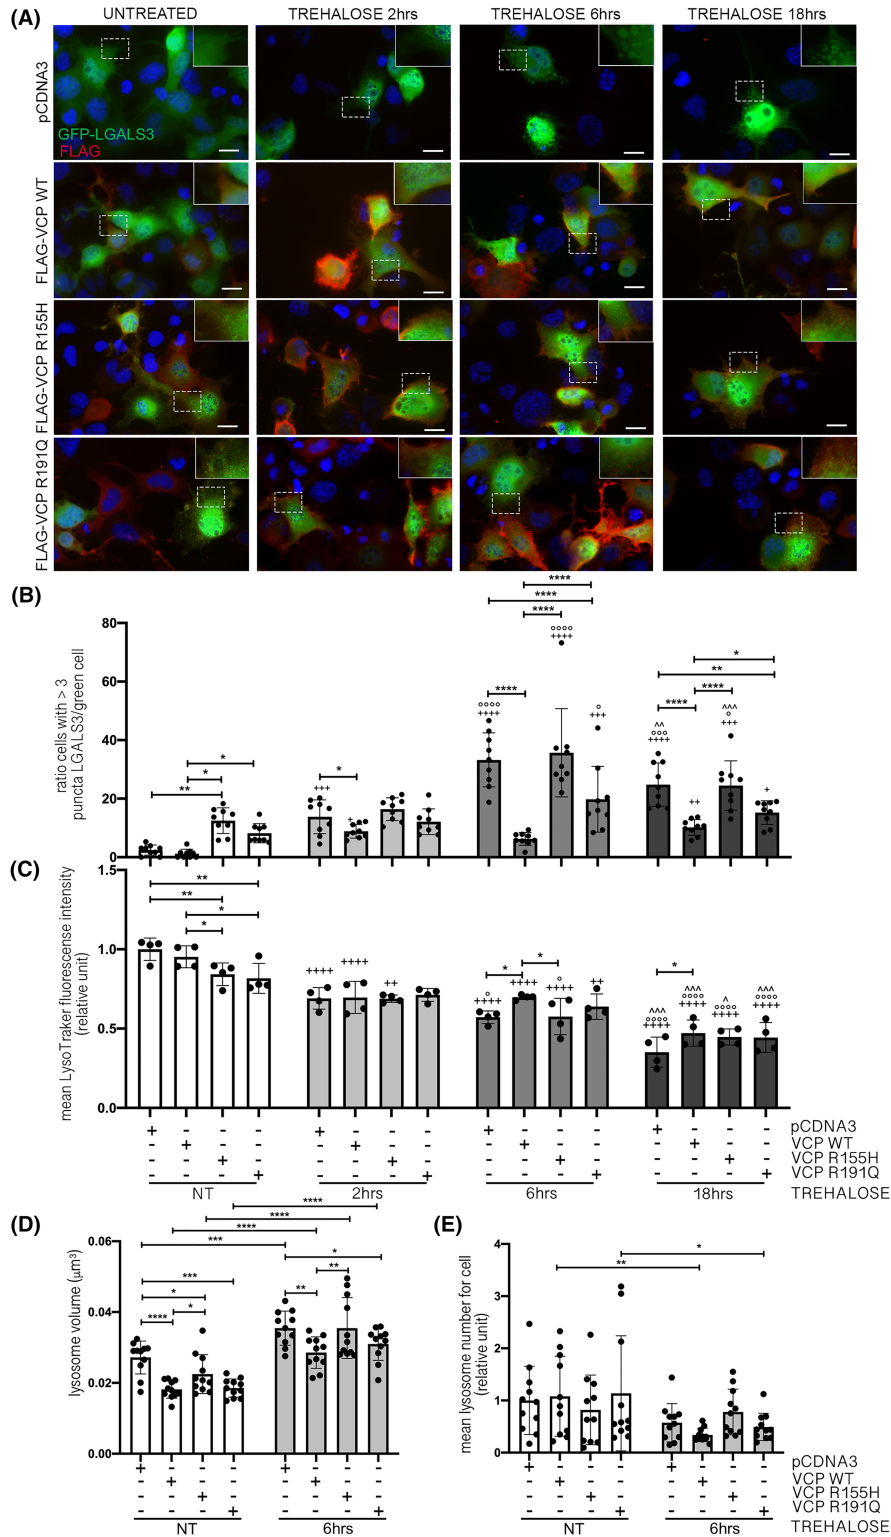 (A)
UNTREATED TREHALOSE 2hrs TREHALOSE 6hrs TREHALOSE 18hrs
pCDNA3
GFP-LGALS3
FLAG
FLAG-VCP WT
FLAG-VCP R155H
FLAG-VCP R191Q
(B)
ratio cells with > 3
puncta LGALS3/green cell
80
60
40
20
0
**** 
****
****
****
*
**
****
****
**
*
*
*
°°°°
++++
°°°°
++++
°
+++
^^
°°°
++++
++
^^^
°
+++
+
+++
+
(C)
mean LysoTraker fluorescense intensity
(relative unit)
1.5
1.0
0.5
0.0
**
**
*
*
++++
++++
++
*
*
°
++++
++++
°
++++
++
*
^^^
°°°°
++++
^^^
°°°°
++++
^
°°°°
++++
^^^
°°°°
++++
+ - - - + - - - + - - - + - - - pCDNA3
- + - - - + - - - + - - - + - - VCP WT
- - + - - - + - - - + - - - + - VCP R155H
- - - + - - - + - - - + - - - + VCP R191Q
NT 2hrs 6hrs 18hrs TREHALOSE
(D)
lysosome volume (µm³)
0.06
0.04
0.02
0.00
****
****
****
***
***
*
****
*
*
**
**
+ - - - + - - -
- + - - - + - -
- - + - - - + -
- - - + - - - +
NT 6hrs
(E)
mean lysosome number for cell
(relative unit)
4
3
2
1
0
*
**
+ - - - + - - - pCDNA3
- + - - - + - - VCP WT
- - + - - - + - VCP R155H
- - - + - - - + VCP R191Q
NT 6hrs TREHALOSE